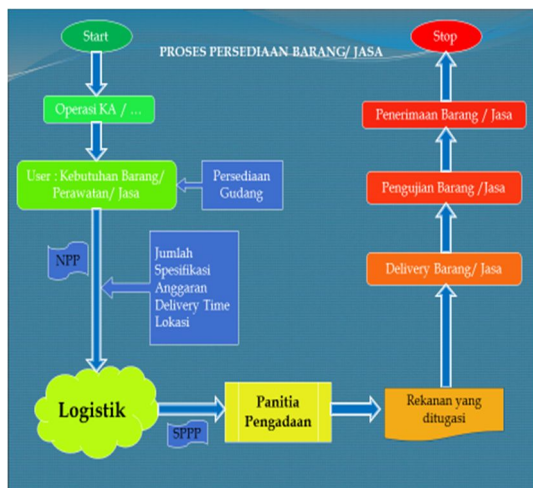 Start
Stop
PROSES PERSEDIAAN BARANG/ JASA
Operasi KA / ...
Penerimaan Barang / Jasa
User : Kebutuhan Barang/
Perawatan/ Jasa
Persediaan
Gudang
Pengujian Barang /Jasa
NPP
Jumlah
Spesifikasi
Anggaran
Delivery Time
Lokasi
Delivery Barang/ Jasa
Logistik
SPPP
Panitia
Pengadaan
Rekanan yang
ditugasi